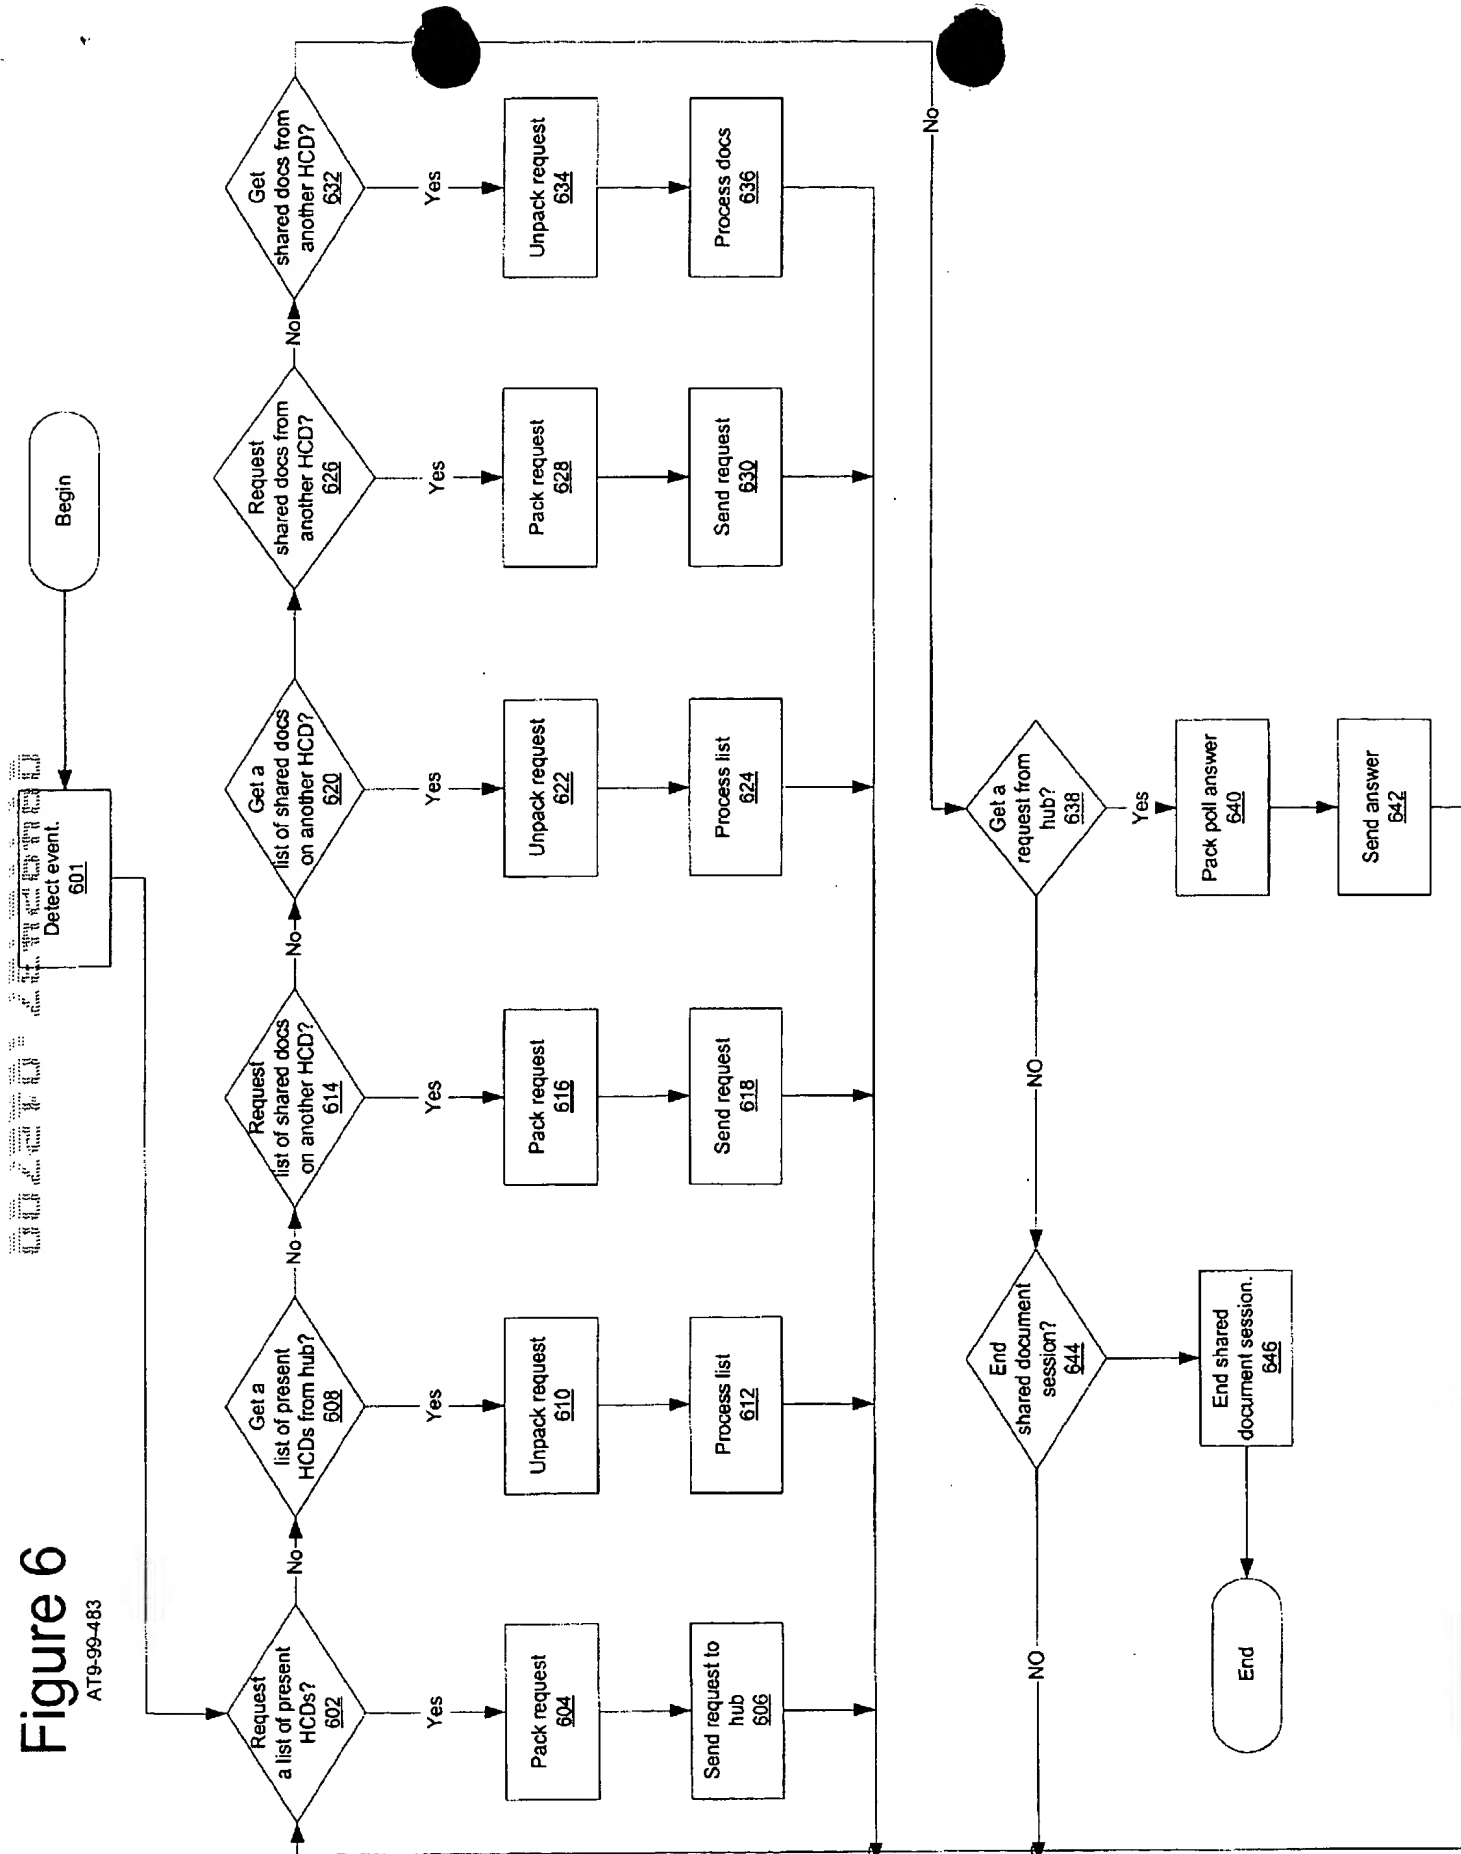 Figure 6
AT9-99-483
Begin
Detect event.
601
Request
a list of present
HCDs?
602
Yes
Pack request
604
Send request to
hub
606
No
Get a
list of present
HCDs from hub?
608
Yes
Unpack request
610
Process list
612
No
Request
list of shared docs
on another HCD?
614
Yes
Pack request
616
Send request
618
No
Get a
list of shared docs
on another HCD?
620
Yes
Unpack request
622
Process list
624
Request
shared docs from
another HCD?
626
Yes
Pack request
628
Send request
630
No
Get
shared docs from
another HCD?
632
Yes
Unpack request
634
Process docs
636
No
Get a
request from
hub?
638
Yes
Pack poll answer
640
Send answer
642
NO
End
shared document
session?
644
End shared
document session.
646
End
NO